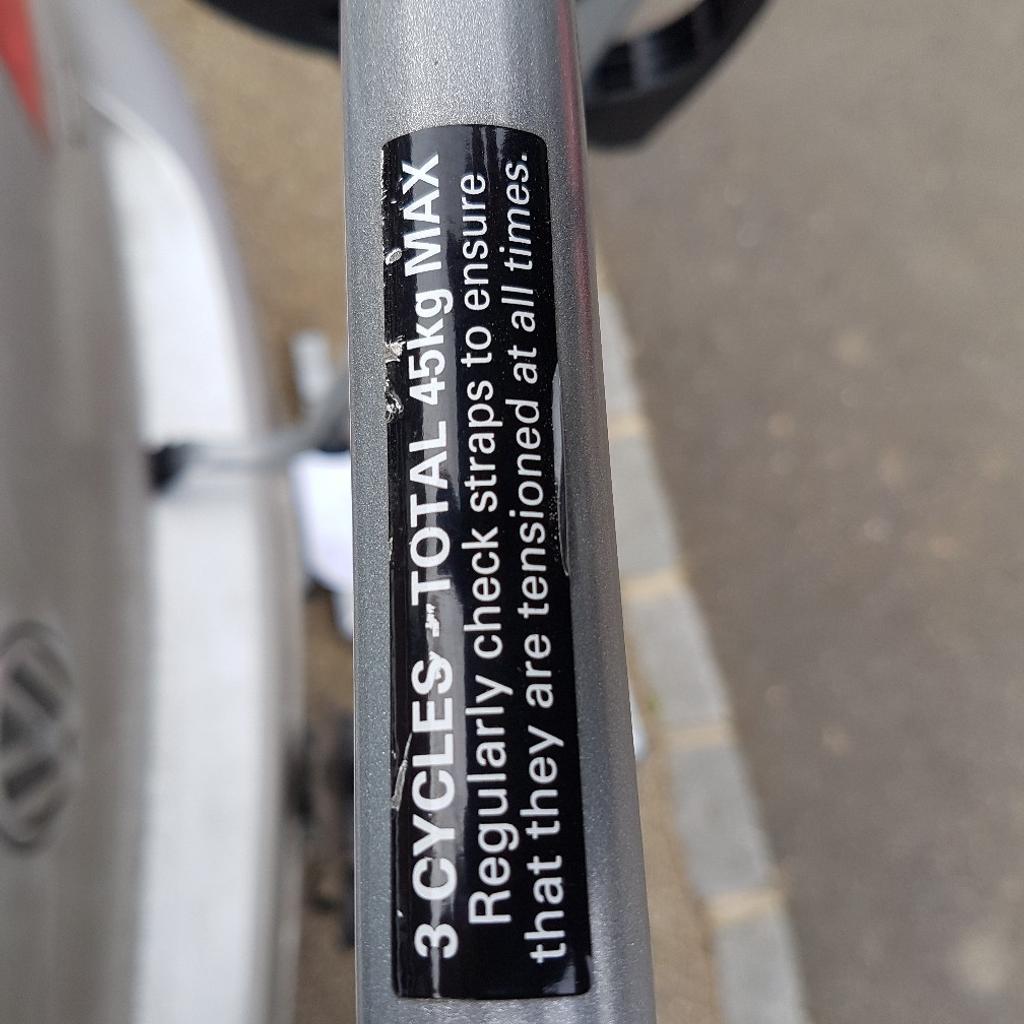 3 CYCLES - TOTAL 45kg MAX
Regularly check straps to ensure
that they are tensioned at all times.